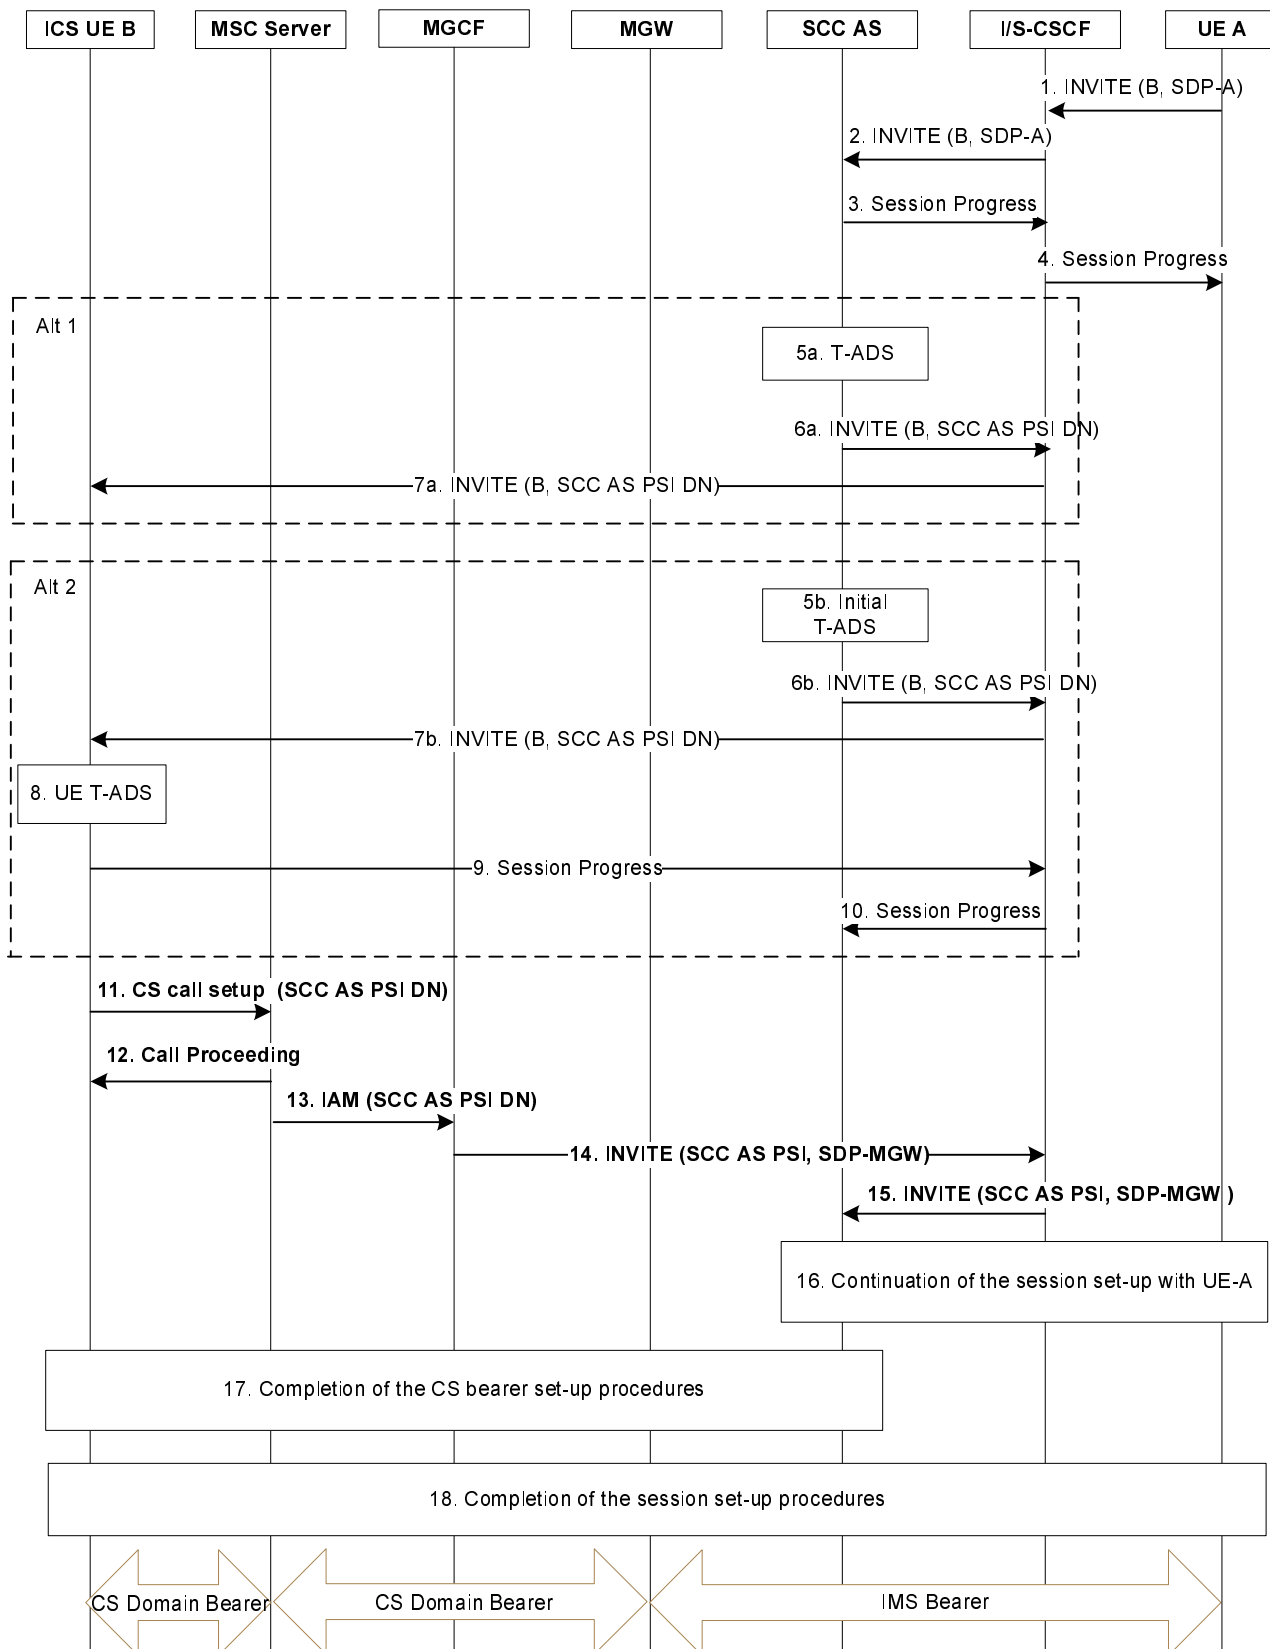 ICS UE B
MSC Server
MGCF
MGW
SCC AS
I/S-CSCF
UE A
1. INVITE (B, SDP-A)
2. INVITE (B, SDP-A)
3. Session Progress
4. Session Progress
Alt 1
5a. T-ADS
6a. INVITE (B, SCC AS PSI DN)
7a. INVITE (B, SCC AS PSI DN)
Alt 2
5b. Initial
T-ADS
6b. INVITE (B, SCC AS PSI DN)
7b. INVITE (B, SCC AS PSI DN)
8. UE T-ADS
9. Session Progress
10. Session Progress
11. CS call setup (SCC AS PSI DN)
12. Call Proceeding
13. IAM (SCC AS PSI DN)
14. INVITE (SCC AS PSI, SDP-MGW)
15. INVITE (SCC AS PSI, SDP-MGW )
16. Continuation of the session set-up with UE-A
17. Completion of the CS bearer set-up procedures
18. Completion of the session set-up procedures
CS Domain Bearer
CS Domain Bearer
IMS Bearer